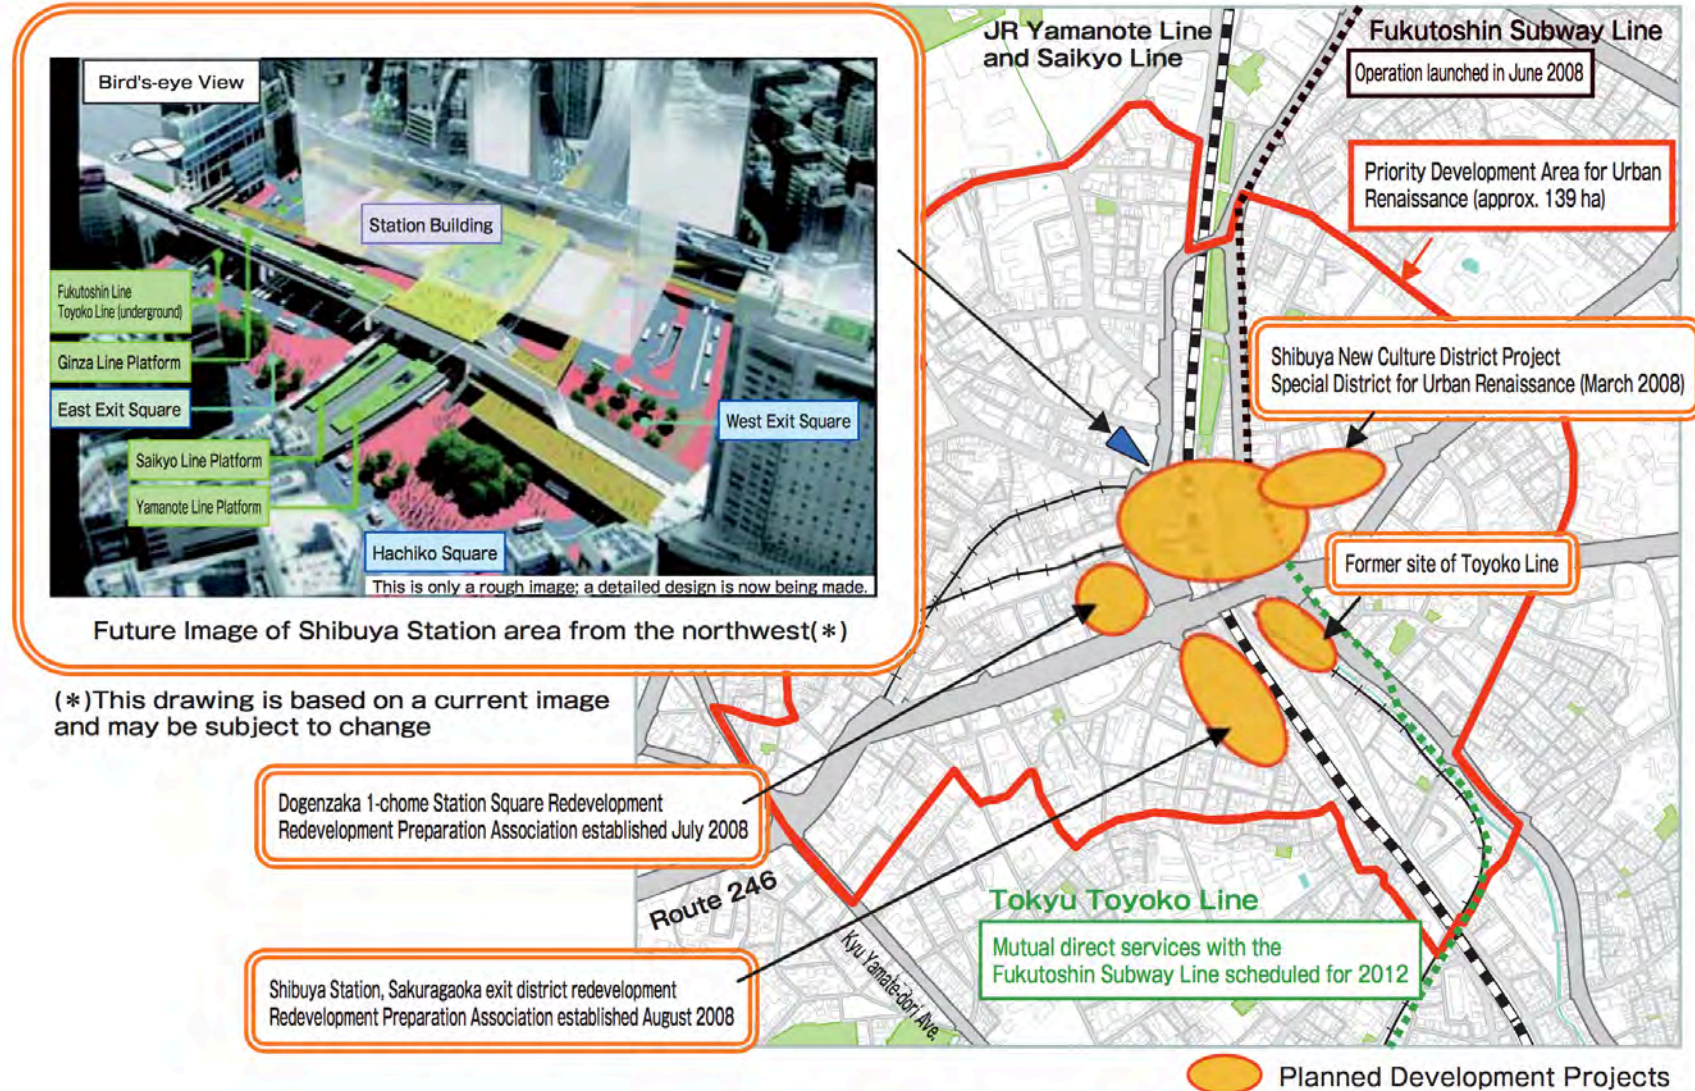 Bird's-eye View
Station Building
Fukutoshin Line
Toyoko Line (underground)
Ginza Line Platform
East Exit Square
Saikyo Line Platform
Yamanote Line Platform
West Exit Square
Hachiko Square
This is only a rough image; a detailed design is now being made.
Future Image of Shibuya Station area from the northwest(*)
(*)This drawing is based on a current image
and may be subject to change
JR Yamanote Line
and Saikyo Line
Fukutoshin Subway Line
Operation launched in June 2008
Priority Development Area for Urban
Renaissance (approx. 139 ha)
Shibuya New Culture District Project
Special District for Urban Renaissance (March 2008)
Former site of Toyoko Line
Dogenzaka 1-chome Station Square Redevelopment
Redevelopment Preparation Association established July 2008
Route 246
Kyu Yamate-dori Ave.
Shibuya Station, Sakuragaoka exit district redevelopment
Redevelopment Preparation Association established August 2008
Tokyu Toyoko Line
Mutual direct services with the
Fukutoshin Subway Line scheduled for 2012
Planned Development Projects